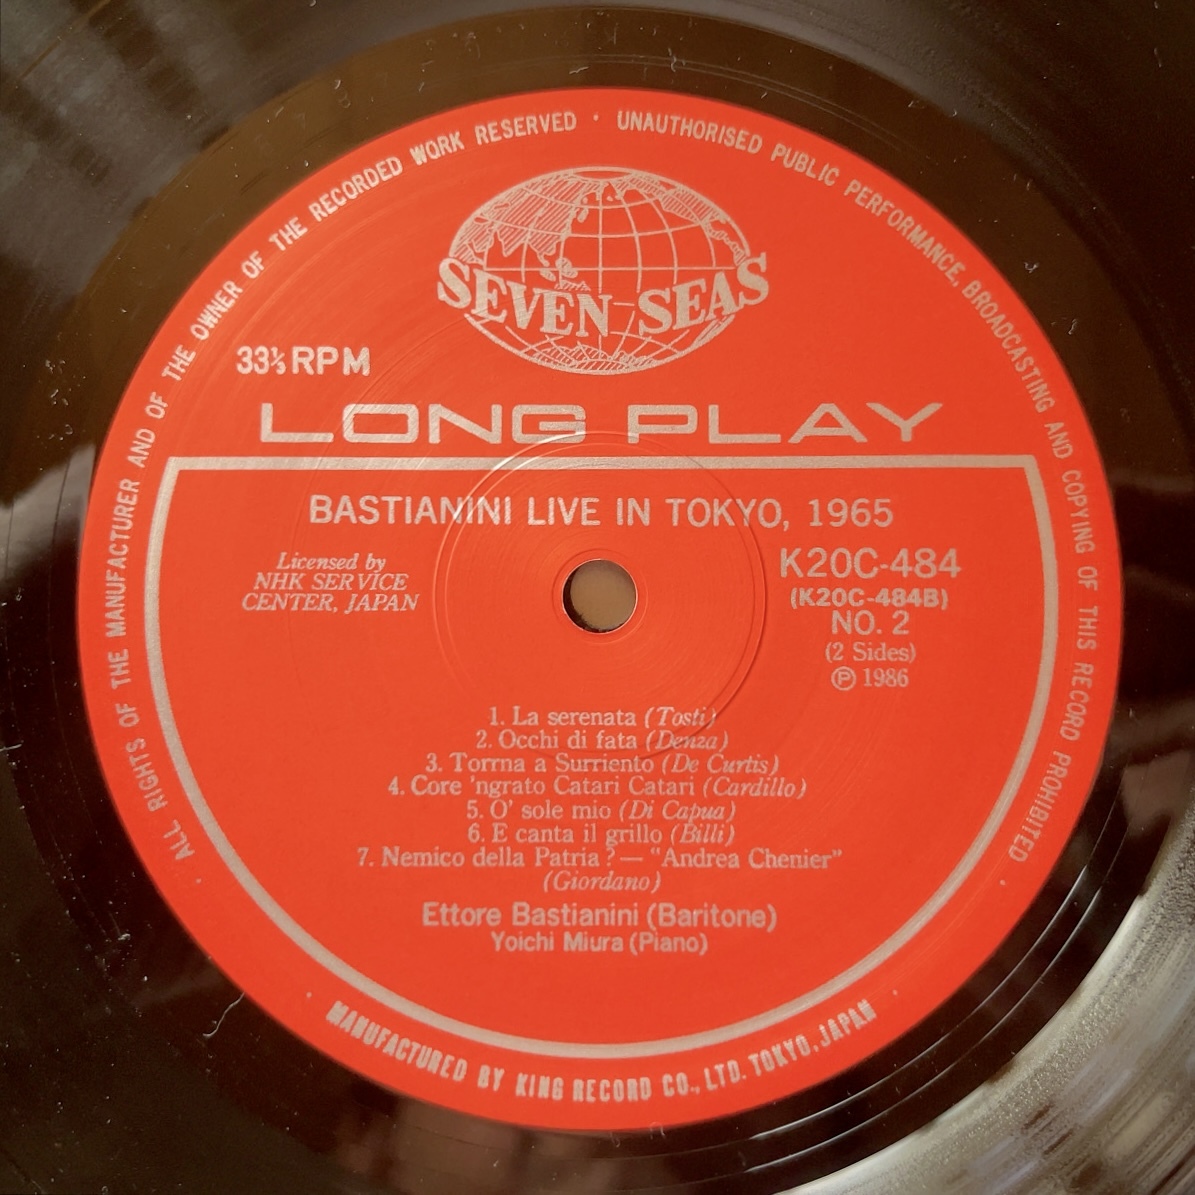 ALL RIGHTS OF THE MANUFACTURER AND OF THE OWNER OF THE RECORDED WORK RESERVED · UNAUTHORISED PUBLIC PERFORMANCE, BROADCASTING AND COPYING OF THIS RECORD PROHIBITED
SEVEN SEAS
33⅓ RPM
LONG PLAY
BASTIANINI LIVE IN TOKYO, 1965
Licensed by
NHK SERVICE
CENTER, JAPAN
K20C-484
(K20C-484B)
NO. 2
(2 Sides)
Ⓟ 1986
1. La serenata (Tosti)
2. Occhi di fata (Denza)
3. Torrna a Surriento (De Curtis)
4. Core 'ngrato Catari Catari (Cardillo)
5. O' sole mio (Di Capua)
6. E canta il grillo (Billi)
7. Nemico della Patria? — "Andrea Chenier"
(Giordano)
Ettore Bastianini (Baritone)
Yoichi Miura (Piano)
· MANUFACTURED BY KING RECORD CO., LTD. TOKYO, JAPAN ·